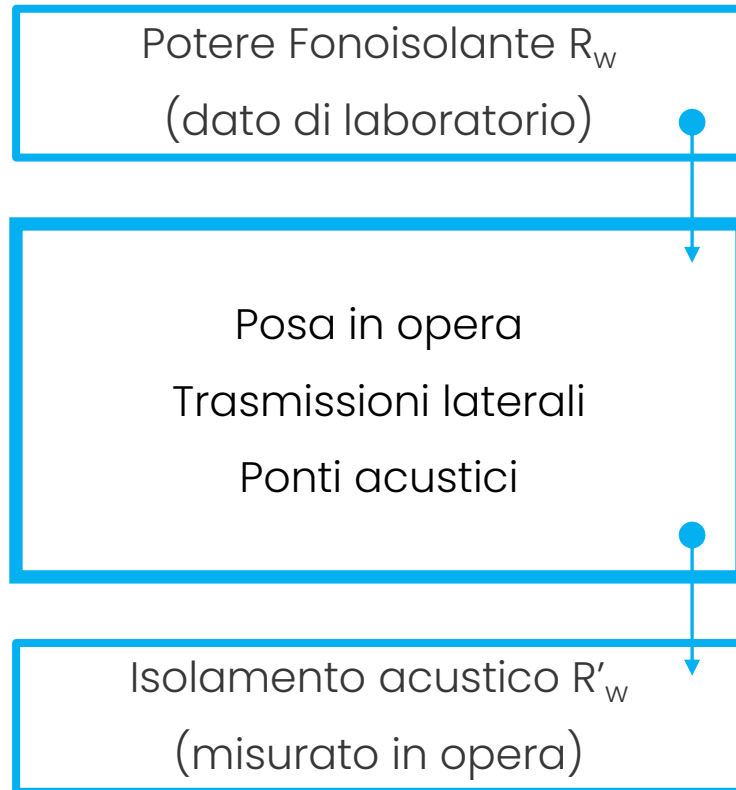 Potere Fonoisolante Rw
(dato di laboratorio)
Posa in opera
Trasmissioni laterali
Ponti acustici
Isolamento acustico R’w
(misurato in opera)